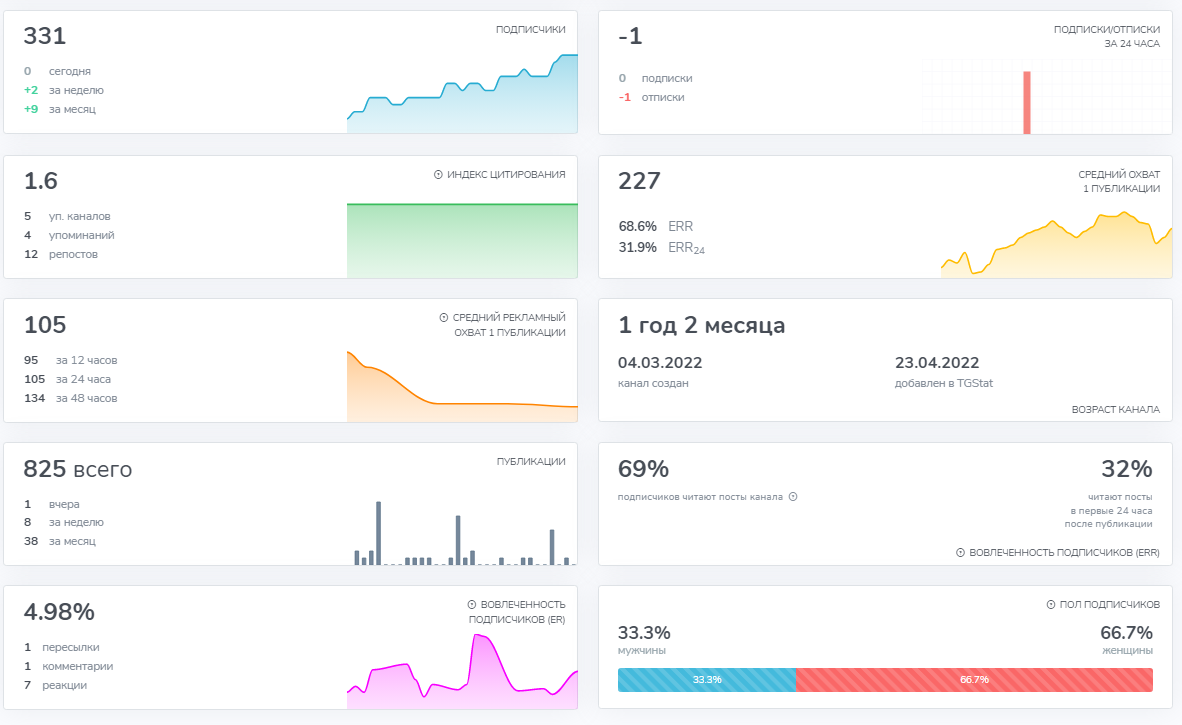 331
ПОДПИСЧИКИ
0 сегодня
+2 за неделю
+9 за месяц
-1
ПОДПИСКИ/ОТПИСКИ
ЗА 24 ЧАСА
0 подписки
-1 отписки
1.6
ИНДЕКС ЦИТИРОВАНИЯ
5 уп. каналов
4 упоминаний
12 репостов
227
СРЕДНИЙ ОХВАТ
1 ПУБЛИКАЦИИ
68.6% ERR
31.9% ERR24
105
СРЕДНИЙ РЕКЛАМНЫЙ
ОХВАТ 1 ПУБЛИКАЦИИ
95 за 12 часов
105 за 24 часа
134 за 48 часов
1 год 2 месяца
04.03.2022
канал создан
23.04.2022
добавлен в TGStat
ВОЗРАСТ КАНАЛА
825 всего
ПУБЛИКАЦИИ
1 вчера
8 за неделю
38 за месяц
69%
подписчиков читают посты канала
32%
читают посты
в первые 24 часа
после публикации
ВОВЛЕЧЕННОСТЬ ПОДПИСЧИКОВ (ERR)
4.98%
ВОВЛЕЧЕННОСТЬ
ПОДПИСЧИКОВ (ER)
1 пересылки
1 комментарии
7 реакции
ПОЛ ПОДПИСЧИКОВ
33.3%
мужчины
66.7%
женщины
33.3%
66.7%